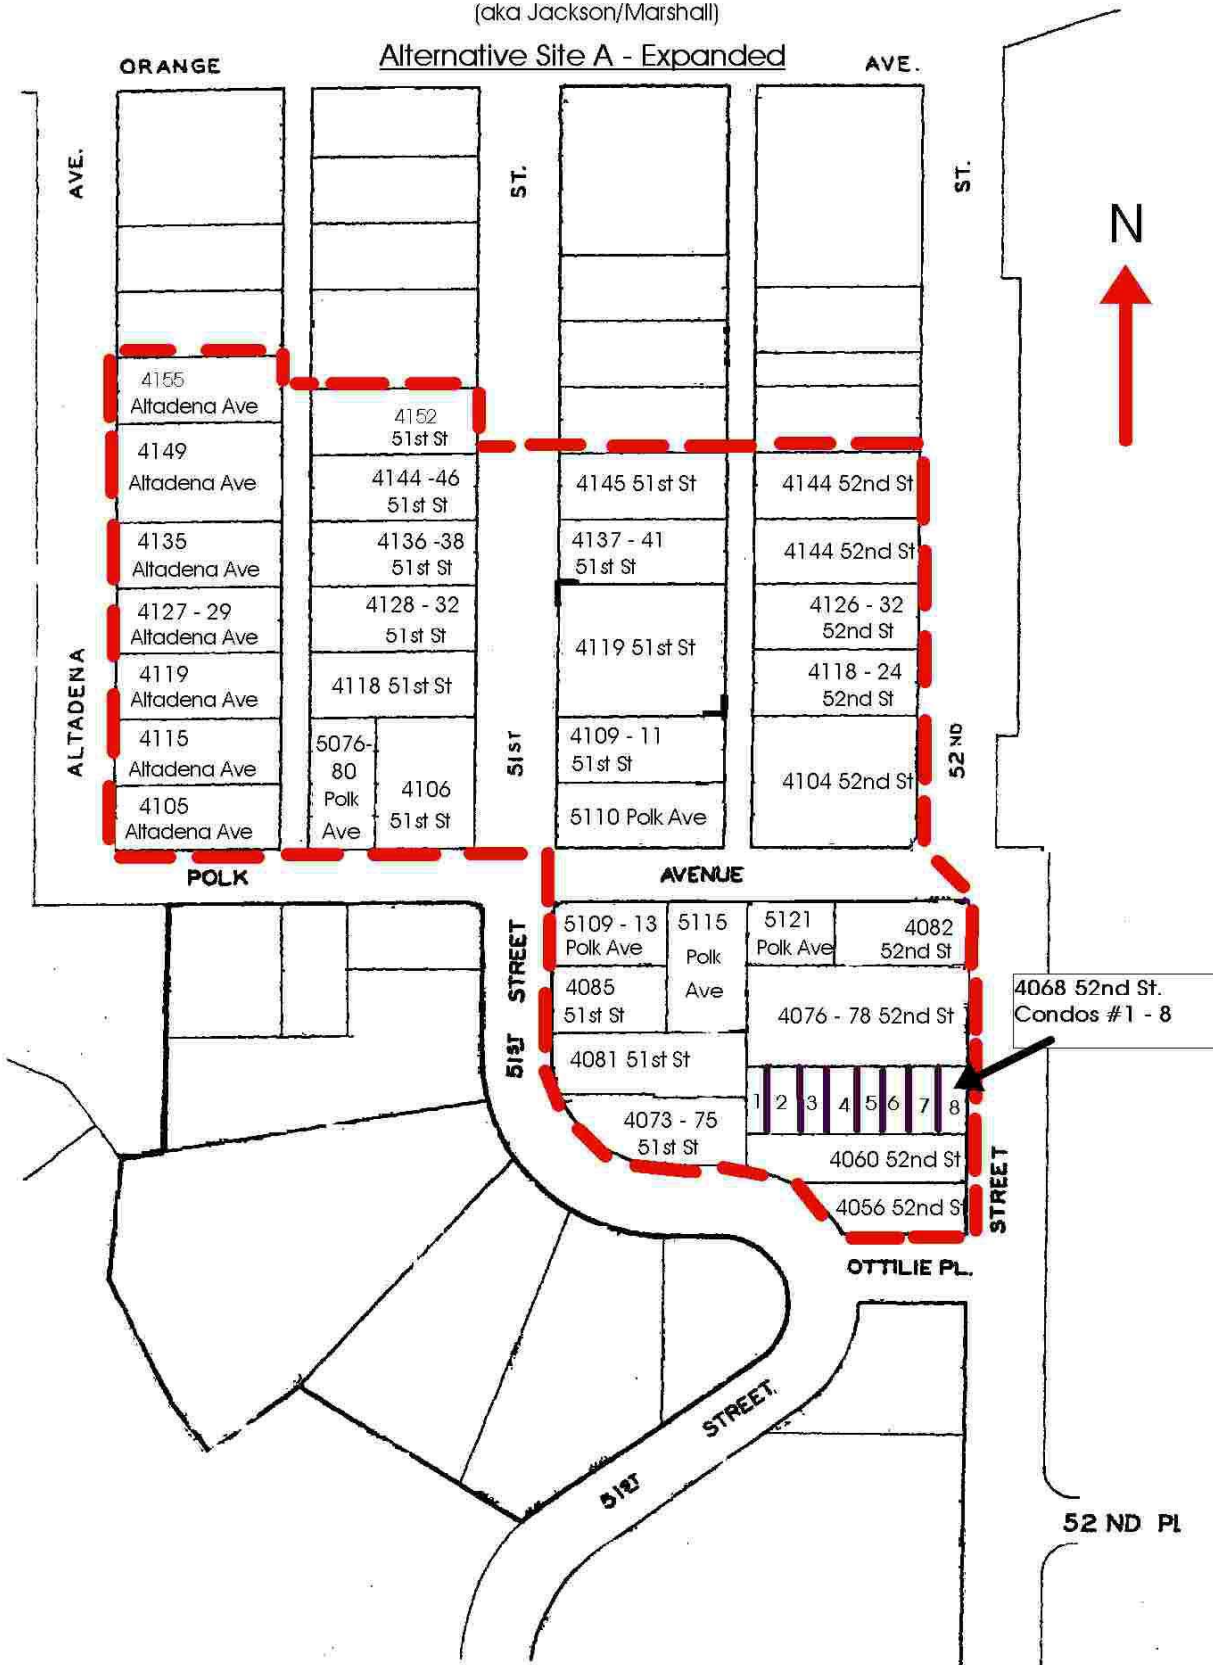 (aka Jackson/Marshall)
Alternative Site A - Expanded
ORANGE
AVE.
AVE.
ST.
ST.
N
4155
Altadena Ave
4152
51st St
4149
Altadena Ave
4144 -46
51st St
4145 51st St
4144 52nd St
4135
Altadena Ave
4136 -38
51st St
4137 - 41
51st St
4144 52nd St
4127 - 29
Altadena Ave
4128 - 32
51st St
4119 51st St
4126 - 32
52nd St
4119
Altadena Ave
4118 51st St
4118 - 24
52nd St
ALTADENA
4115
Altadena Ave
5076-
80
Polk
Ave
4106
51st St
51ST
4109 - 11
51st St
4104 52nd St
52ND
4105
Altadena Ave
5110 Polk Ave
POLK
AVENUE
51ST STREET
5109 - 13
Polk Ave
5115
Polk
Ave
5121
Polk Ave
4082
52nd St
4085
51st St
4076 - 78 52nd St
4068 52nd St.
Condos #1 - 8
4081 51st St
1 2 3 4 5 6 7 8
4073 - 75
51st St
4060 52nd St
4056 52nd St
STREET
OTTILIE PL.
51ST STREET
52 ND PL